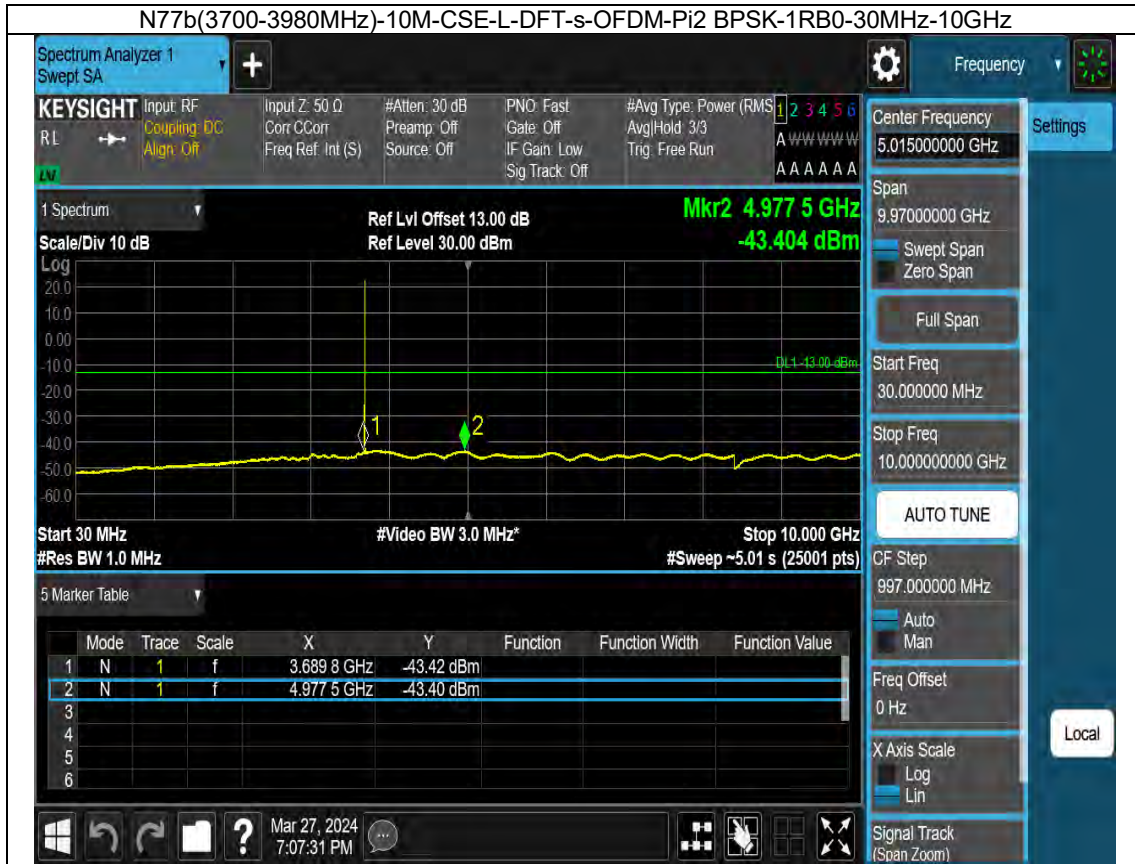 N77b(3700-3980MHz)-10M-CSE-L-DFT-s-OFDM-Pi2 BPSK-1RB0-30MHz-10GHz
Spectrum Analyzer 1
Swept SA
+
Frequency
KEYSIGHT
RL
Input: RF
Coupling: DC
Align: Off
Input Z: 50 Ω
Corr CCorr
Freq Ref: Int (S)
#Atten: 30 dB
Preamp: Off
Source: Off
PNO: Fast
Gate: Off
IF Gain: Low
Sig Track: Off
#Avg Type: Power (RMS
Avg|Hold: 3/3
Trig: Free Run
1 2 3 4 5 6
A W W W W W
A A A A A A
1 Spectrum
Scale/Div 10 dB
Ref Lvl Offset 13.00 dB
Ref Level 30.00 dBm
Mkr2 4.977 5 GHz
-43.404 dBm
Log
20.0
10.0
0.00
-10.0
-20.0
-30.0
-40.0
-50.0
-60.0
DL1 -13.00 dBm
1
2
Start 30 MHz
#Video BW 3.0 MHz*
Stop 10.000 GHz
#Res BW 1.0 MHz
#Sweep ~5.01 s (25001 pts)
5 Marker Table
Mode Trace Scale X Y Function Function Width Function Value
1 N 1 f 3.689 8 GHz -43.42 dBm
2 N 1 f 4.977 5 GHz -43.40 dBm
3
4
5
6
Mar 27, 2024
7:07:31 PM
?
Center Frequency
5.015000000 GHz
Settings
Span
9.97000000 GHz
Swept Span
Zero Span
Full Span
Start Freq
30.000000 MHz
Stop Freq
10.000000000 GHz
AUTO TUNE
CF Step
997.000000 MHz
Auto
Man
Freq Offset
0 Hz
Local
X Axis Scale
Log
Lin
Signal Track
(Span Zoom)